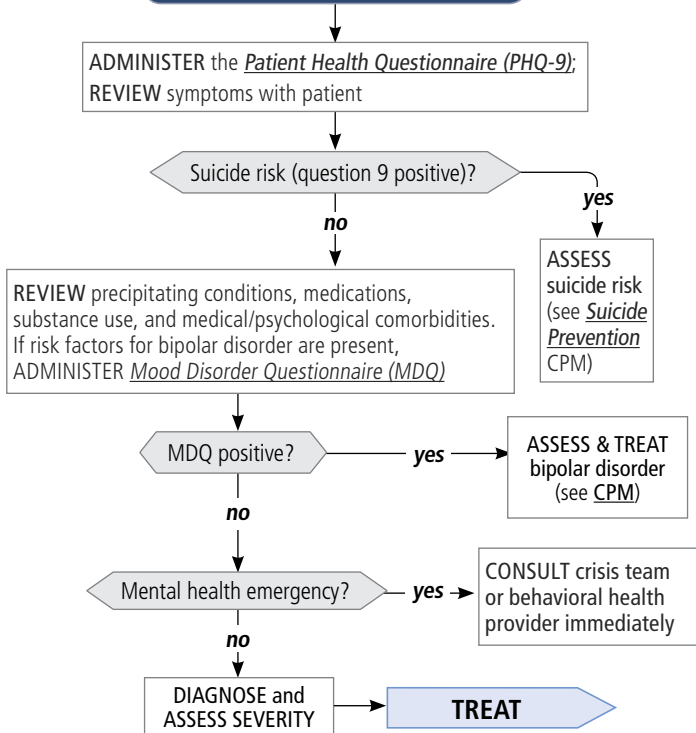 ADMINISTER the Patient Health Questionnaire (PHQ-9);
REVIEW symptoms with patient
Suicide risk (question 9 positive)?
yes
no
ASSESS
suicide risk
(see Suicide
Prevention
CPM)
REVIEW precipitating conditions, medications,
substance use, and medical/psychological comorbidities.
If risk factors for bipolar disorder are present,
ADMINISTER Mood Disorder Questionnaire (MDQ)
MDQ positive?
yes
ASSESS & TREAT
bipolar disorder
(see CPM)
no
Mental health emergency?
yes
CONSULT crisis team
or behavioral health
provider immediately
no
DIAGNOSE and
ASSESS SEVERITY
TREAT